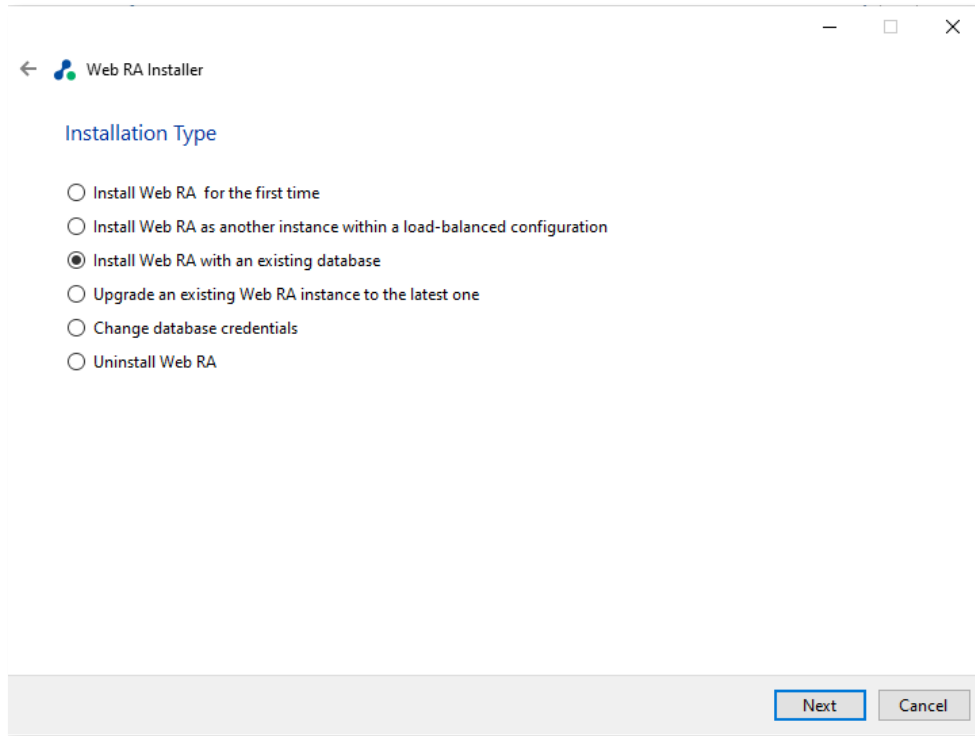 Web RA Installer
Installation Type
Install Web RA  for the first time
Install Web RA as another instance within a load-balanced configuration
Install Web RA with an existing database
Upgrade an existing Web RA instance to the latest one
Change database credentials
Uninstall Web RA
Next
Cancel